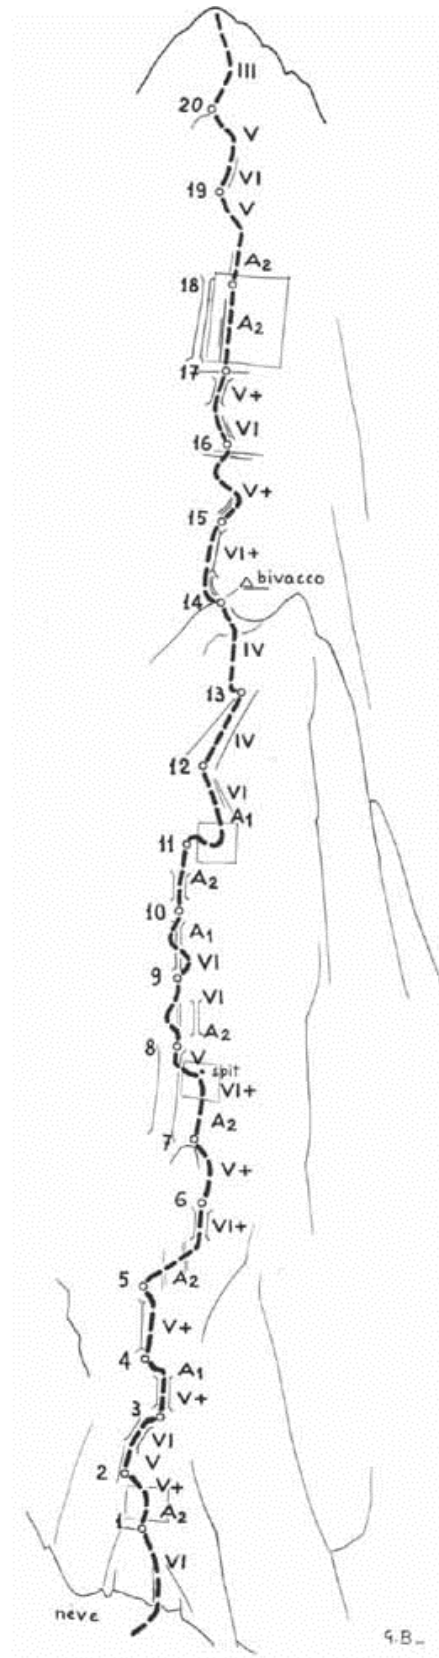 III
20
V
VI
19
V
A2
18
A2
17
V+
VI
16
V+
15
VI+
bivacco
14
IV
13
IV
12
VI
A1
11
A2
10
A1
VI
9
VI
A2
8
V
spit
VI+
A2
7
V+
6
VI+
A2
5
V+
4
A1
V+
3
VI
V
2
V+
A2
1
VI
neve
G.B_